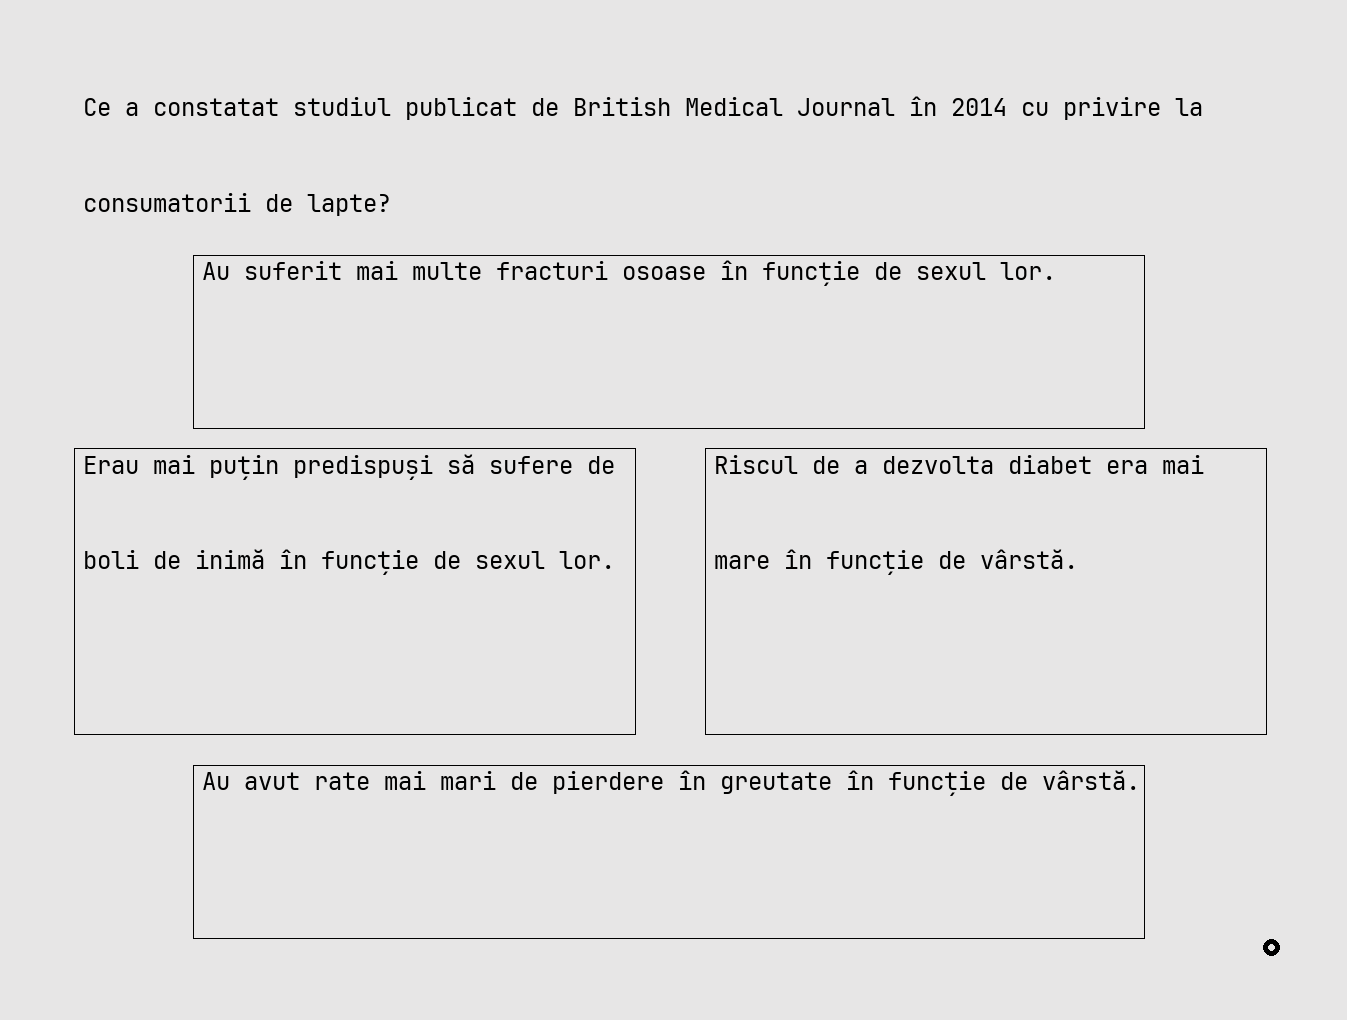 Ce a constatat studiul publicat de British Medical Journal în 2014 cu privire la
consumatorii de lapte?
Au suferit mai multe fracturi osoase în funcție de sexul lor.
Erau mai puțin predispuși să sufere de
boli de inimă în funcție de sexul lor.
Riscul de a dezvolta diabet era mai
mare în funcție de vârstă.
Au avut rate mai mari de pierdere în greutate în funcție de vârstă.